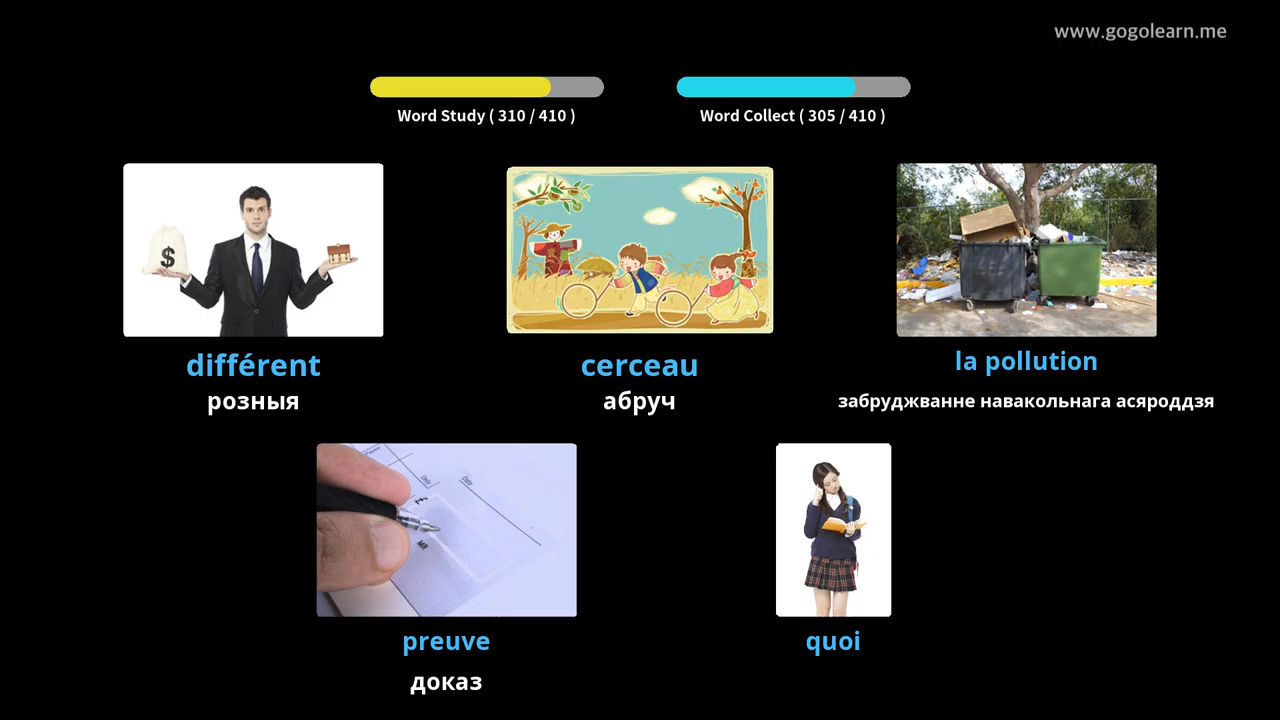 www.gogolearn.me
Word Study ( 310 / 410 )
Word Collect ( 305 / 410 )
$
différent
розныя
cerceau
абруч
la pollution
забруджванне навакольнага асяроддзя
£
preuve
доказ
quoi